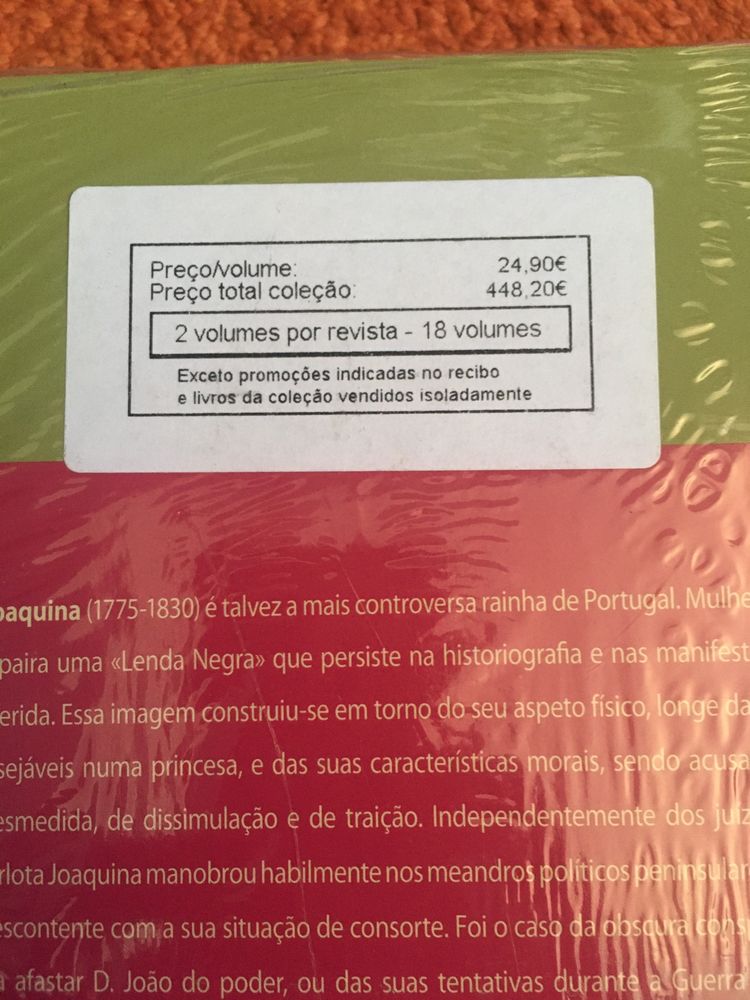 Preço/volume: 24,90€
Preço total coleção: 448,20€
2 volumes por revista - 18 volumes
Exceto promoções indicadas no recibo
e livros da coleção vendidos isoladamente
oaquina (1775-1830) é talvez a mais controversa rainha de Portugal. Mulhe
paira uma «Lenda Negra» que persiste na historiografia e nas manifest
erida. Essa imagem construiu-se em torno do seu aspeto físico, longe da
sejáveis numa princesa, e das suas características morais, sendo acusa
esmedida, de dissimulação e de traição. Independentemente dos juíz
rlota Joaquina manobrou habilmente nos meandros políticos peninsular
escontente com a sua situação de consorte. Foi o caso da obscura cons
a afastar D. João do poder, ou das suas tentativas durante a Guerra